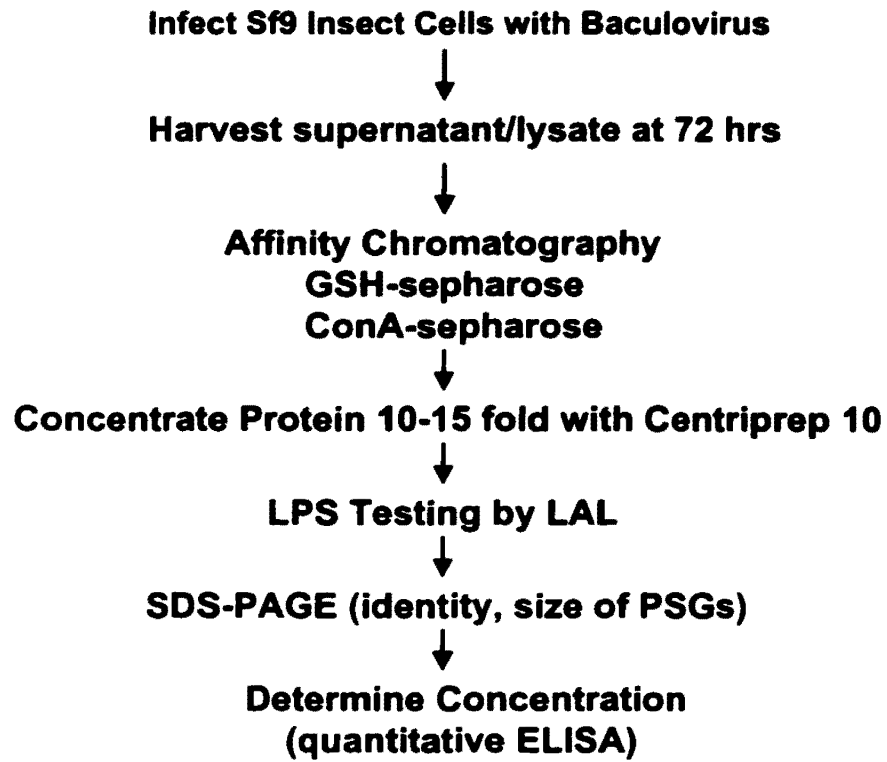 Infect Sf9 Insect Cells with Baculovirus
Harvest supernatant/lysate at 72 hrs
Affinity Chromatography
GSH-sepharose
ConA-sepharose
Concentrate Protein 10-15 fold with Centriprep 10
LPS Testing by LAL
SDS-PAGE (identity, size of PSGs)
Determine Concentration
(quantitative ELISA)